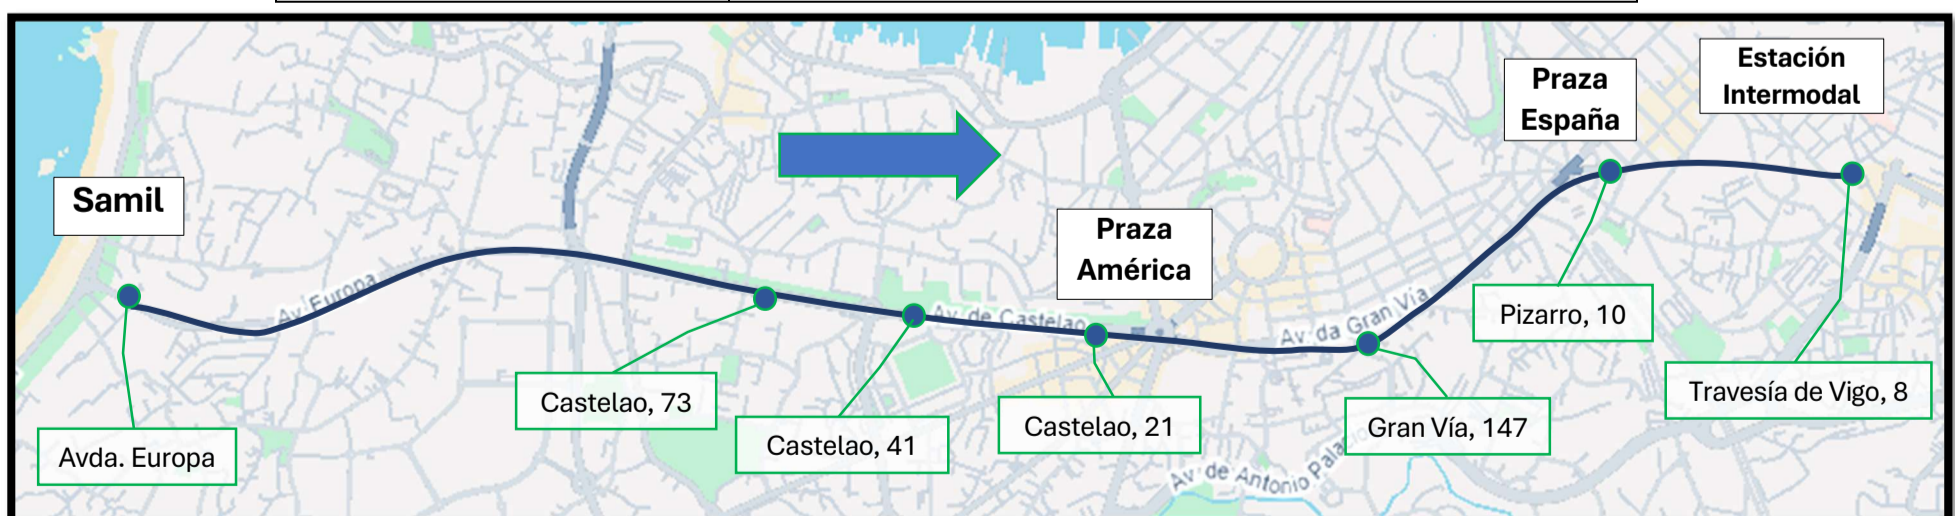 Estación
Intermodal
Praza
España
Samil
Praza
América
Av. Europa
Av. de Castelao
Av. da Gran Vía
Pizarro, 10
Castelao, 73
Castelao, 41
Castelao, 21
Gran Vía, 147
Travesía de Vigo, 8
Avda. Europa
Av. de Antonio